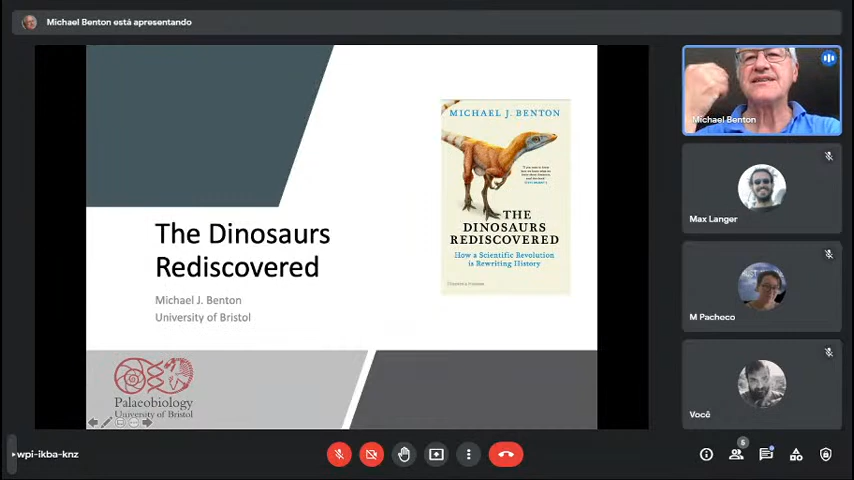 Michael Benton está apresentando
The Dinosaurs
Rediscovered
Michael J. Benton
University of Bristol
Palaeobiology
University of Bristol
MICHAEL J. BENTON
THE
DINOSAURS
REDISCOVERED
How a Scientific Revolution
is Rewriting History
Michael Benton
Max Langer
M Pacheco
Você
wpi-ikba-knz
6